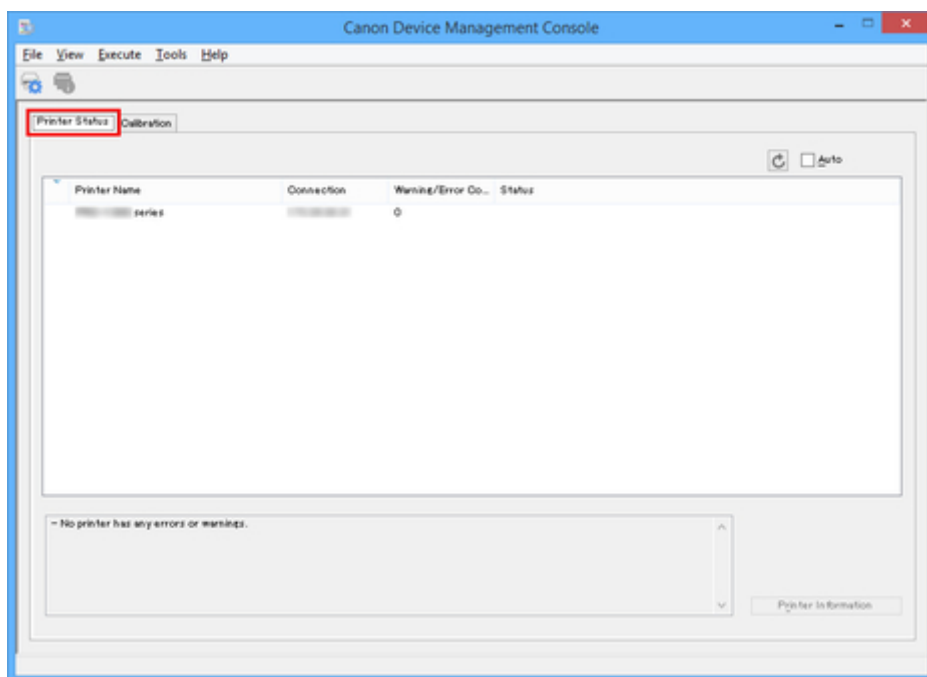 Canon Device Management Console
File View Execute Tools Help
Printer Status Calibration
Auto
Printer Name Connection Warning/Error Co... Status
series 0
- No printer has any errors or warnings.
Printer Information